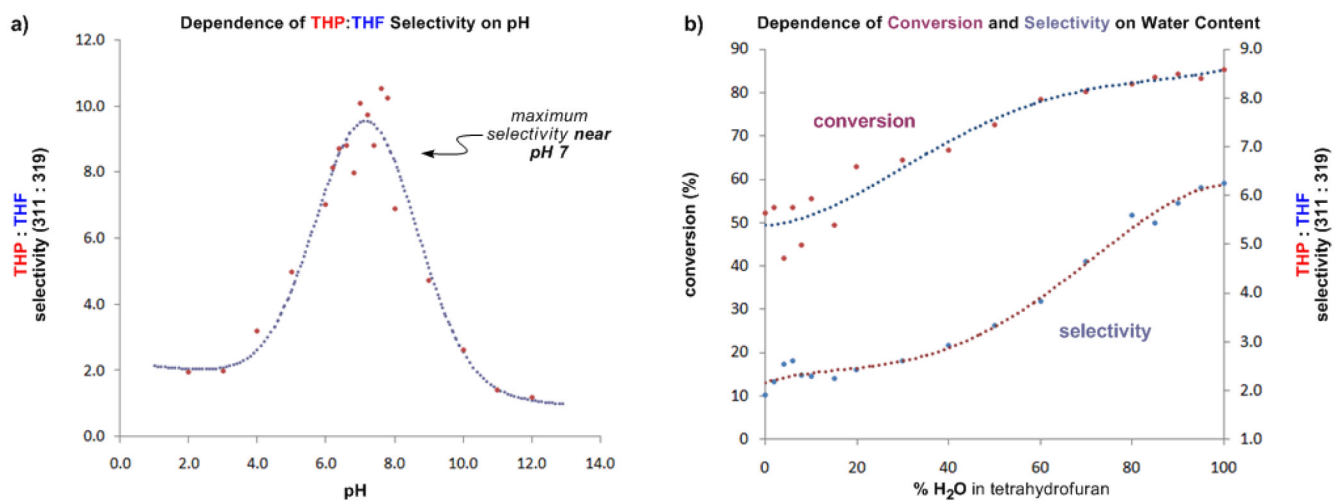 a)
Dependence of THP:THF Selectivity on pH
12.0
10.0
8.0
6.0
4.0
2.0
0.0
THP : THF
selectivity (311 : 319)
maximum
selectivity near
pH 7
0.0 2.0 4.0 6.0 8.0 10.0 12.0 14.0
pH
b)
Dependence of Conversion and Selectivity on Water Content
90
80
70
60
50
40
30
20
10
0
conversion (%)
conversion
selectivity
9.0
8.0
7.0
6.0
5.0
4.0
3.0
2.0
1.0
THP : THF
selectivity (311 : 319)
0 20 40 60 80 100
% H₂O in tetrahydrofuran